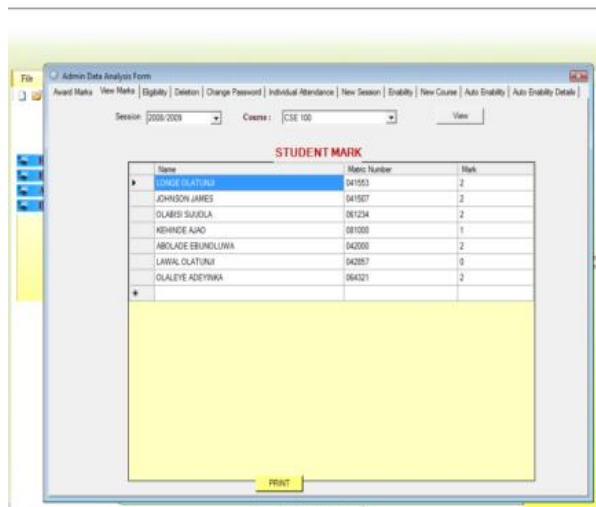 File
Admin Data Analysis Form
Award Marks View Marks Eligibility Deletion Change Password Individual Attendance New Session Enability New Course Auto Enability Auto Enability Details
Session 2008/2009 Course : CSE 100 View
STUDENT MARK
Name Matric Number Mark
LONGE OLATUNJI 041553 2
JOHNSON JAMES 041507 2
OLABISI SUUOLA 061234 2
KEHINDE AJAO 081000 1
ABOLADE EBUNOLUWA 042000 2
LAWAL OLATUNJI 042857 0
OLALEYE ADEYINKA 064321 2
PRINT